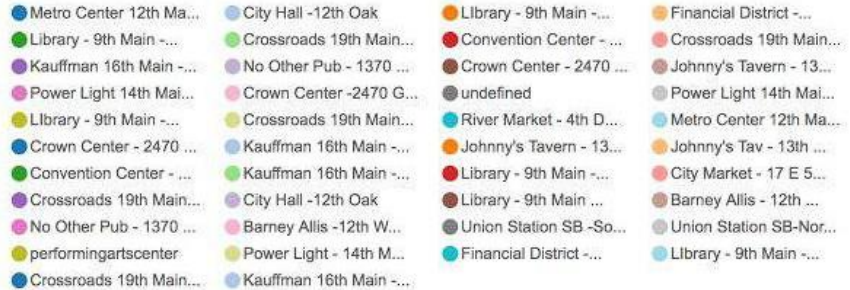 Metro Center 12th Ma... City Hall -12th Oak LIbrary - 9th Main -... Financial District -...
Library - 9th Main -... Crossroads 19th Main... Convention Center - ... Crossroads 19th Main...
Kauffman 16th Main -... No Other Pub - 1370 ... Crown Center - 2470 ... Johnny's Tavern - 13...
Power Light 14th Mai... Crown Center -2470 G... undefined Power Light 14th Mai...
LIbrary - 9th Main -... Crossroads 19th Main... River Market - 4th D... Metro Center 12th Ma...
Crown Center - 2470 ... Kauffman 16th Main -... Johnny's Tavern - 13... Johnny's Tav - 13th ...
Convention Center - ... Kauffman 16th Main -... Library - 9th Main -... City Market - 17 E 5...
Crossroads 19th Main... City Hall -12th Oak Library - 9th Main ... Barney Allis - 12th ...
No Other Pub - 1370 ... Barney Allis -12th W... Union Station SB -So... Union Station SB-Nor...
performingartscenter Power Light - 14th M... Financial District -... LIbrary - 9th Main -...
Crossroads 19th Main... Kauffman 16th Main -...